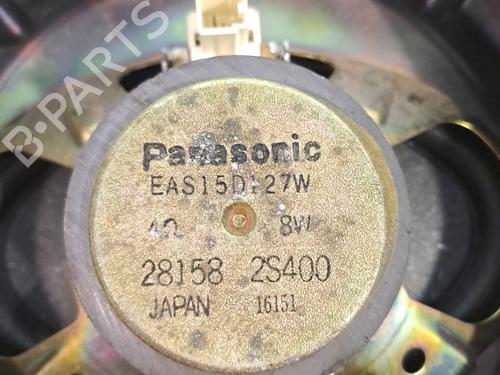 B-PARTS
Panasonic
EAS15D127W
4Ω 8W
28158 2S400
JAPAN 16151